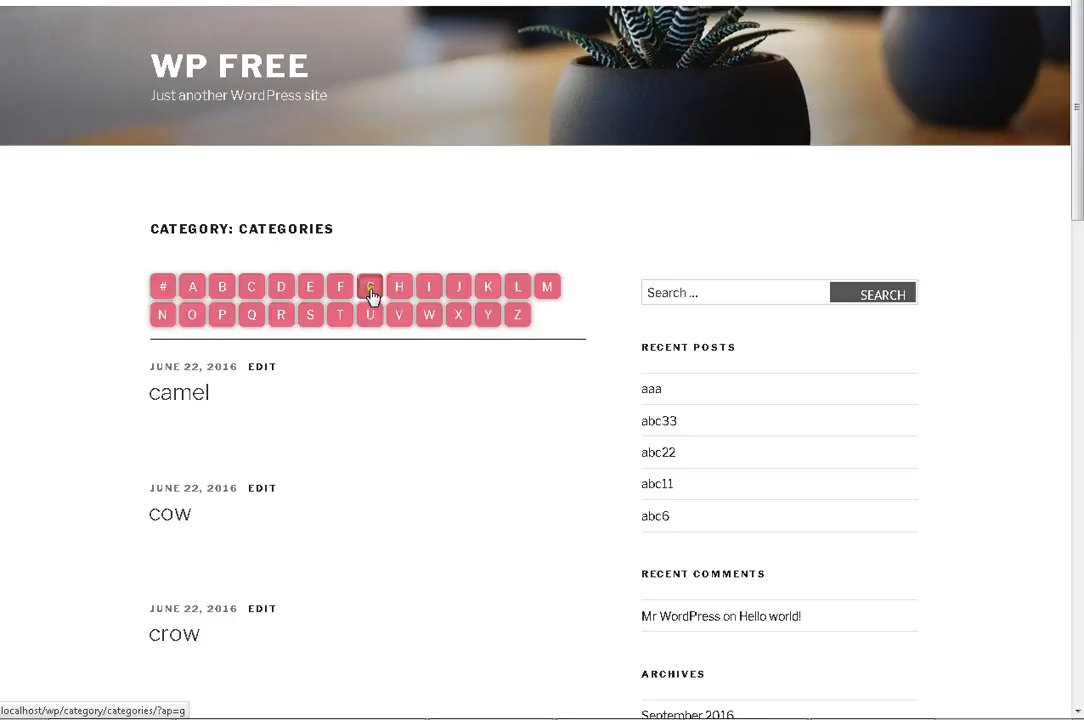 WP FREE
Just another WordPress site
CATEGORY: CATEGORIES
# A B C D E F G H I J K L M
N O P Q R S T U V W X Y Z
JUNE 22, 2016 EDIT
camel
JUNE 22, 2016 EDIT
cow
JUNE 22, 2016 EDIT
crow
Search ...
SEARCH
RECENT POSTS
aaa
abc33
abc22
abc11
abc6
RECENT COMMENTS
Mr WordPress on Hello world!
ARCHIVES
September 2016
localhost/wp/category/categories/?ap=g